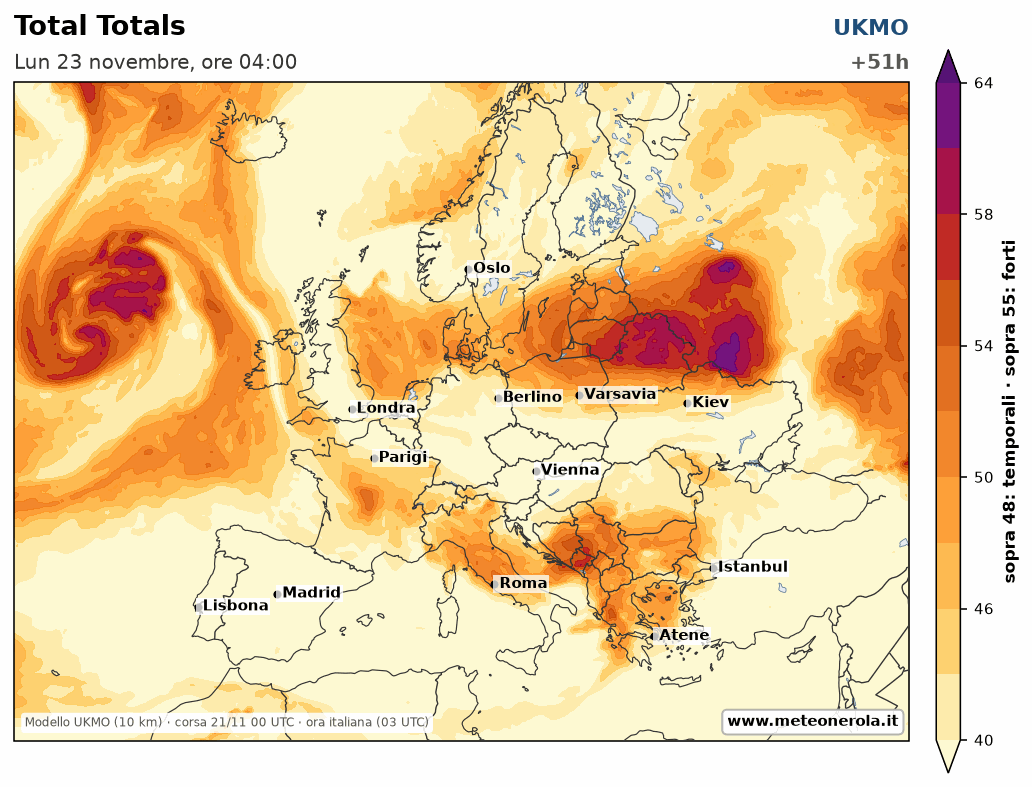 Total Totals
UKMO
Lun 23 novembre, ore 04:00
+51h
Oslo
Londra
Berlino
Varsavia
Kiev
Parigi
Vienna
Istanbul
Roma
Madrid
Lisbona
Atene
Modello UKMO (10 km) · corsa 21/11 00 UTC · ora italiana (03 UTC)
www.meteonerola.it
64
58
54
50
46
40
sopra 48: temporali · sopra 55: forti